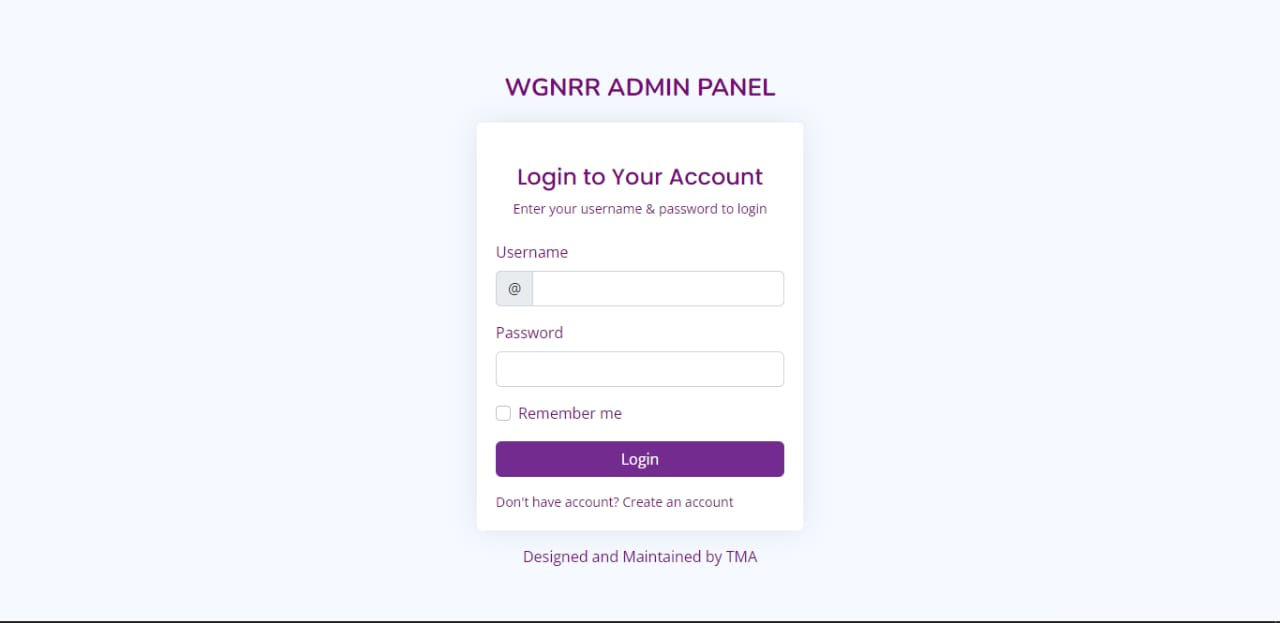 WGNRR ADMIN PANEL
Login to Your Account
Enter your username & password to login
Username
@
Password
Remember me
Login
Don't have account? Create an account
Designed and Maintained by TMA